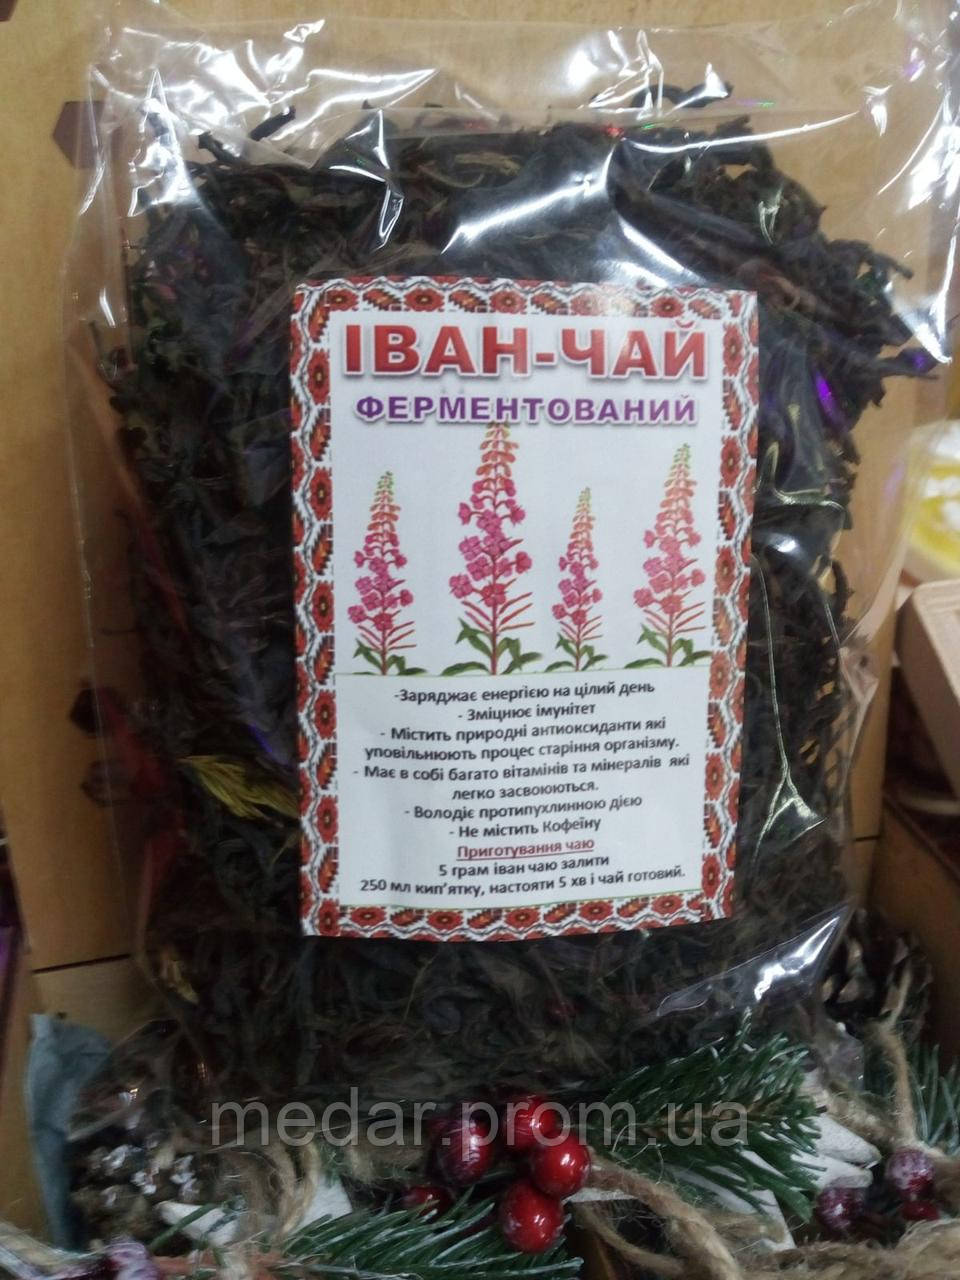 ІВАН-ЧАЙ
ФЕРМЕНТОВАНИЙ
-Заряджає енергією на цілий день
- Зміцнює імунітет
- Містить природні антиоксиданти які
уповільнюють процес старіння організму.
- Має в собі багато вітамінів та мінералів які
легко засвоюються.
- Володіє протипухлинною дією
- Не містить Кофеїну
Приготування чаю
5 грам іван чаю залити
250 мл кип'ятку, настояти 5 хв і чай готовий.
medar.prom.ua